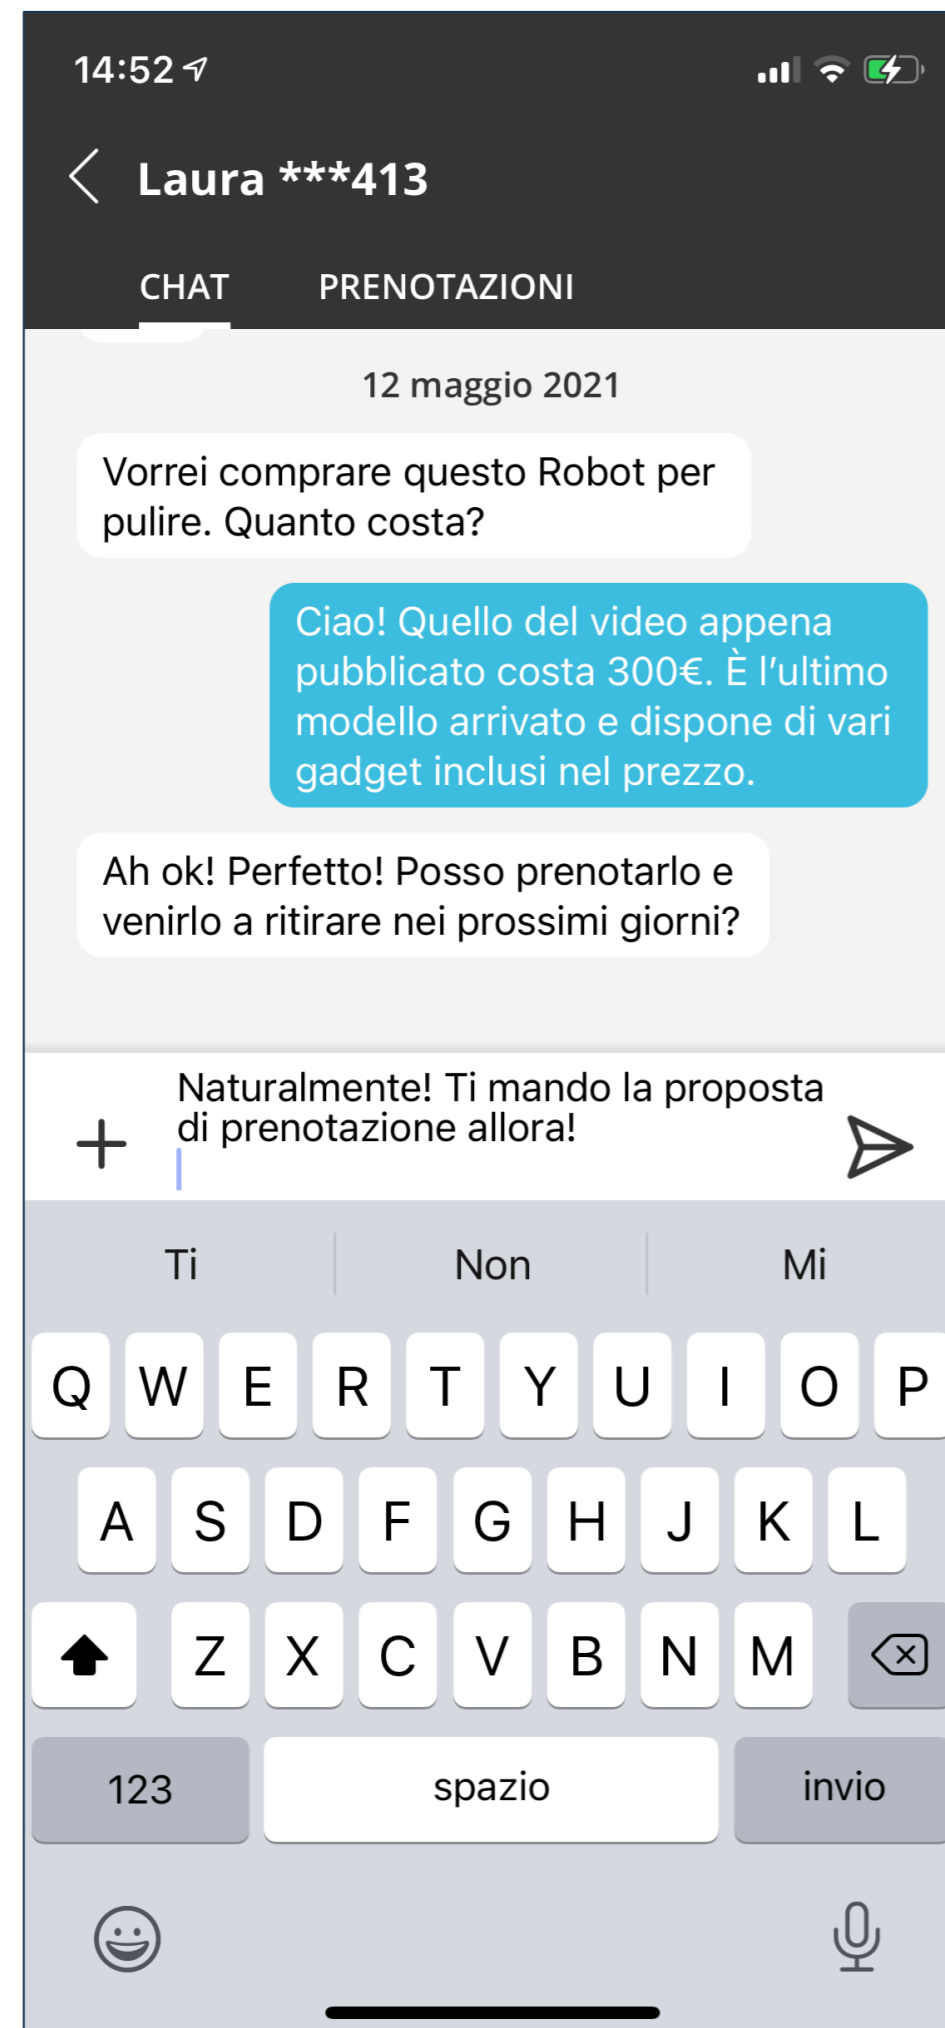 14:52
Laura ***413
CHAT PRENOTAZIONI
12 maggio 2021
Vorrei comprare questo Robot per
pulire. Quanto costa?
Ciao! Quello del video appena
pubblicato costa 300€. È l’ultimo
modello arrivato e dispone di vari
gadget inclusi nel prezzo.
Ah ok! Perfetto! Posso prenotarlo e
venirlo a ritirare nei prossimi giorni?
Naturalmente! Ti mando la proposta
di prenotazione allora!
Ti Non Mi
Q W E R T Y U I O P
A S D F G H J K L
Z X C V B N M
123 spazio invio